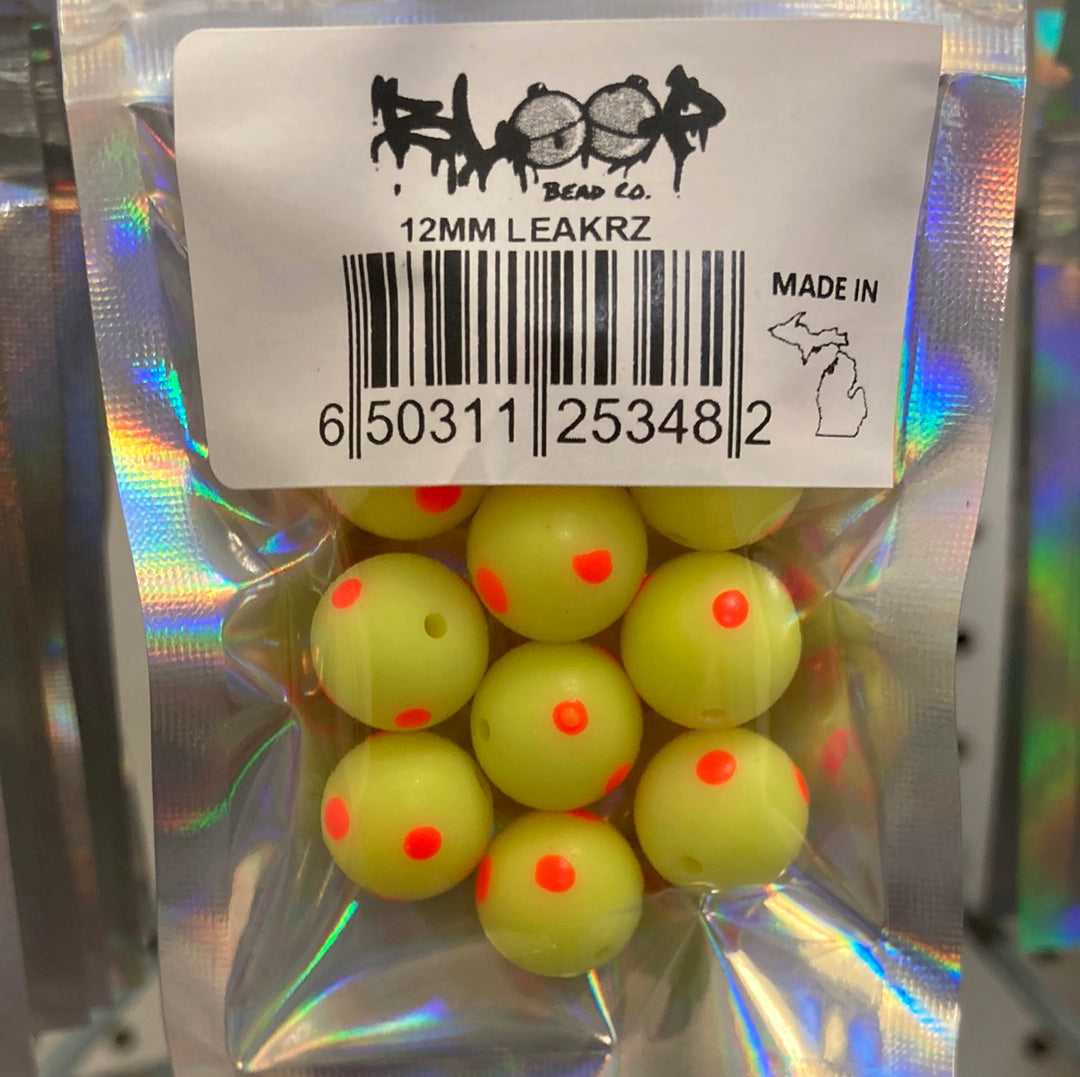 BLOOP
BEAD CO.
12MM LEAKRZ
MADE IN
6 50311 25348 2